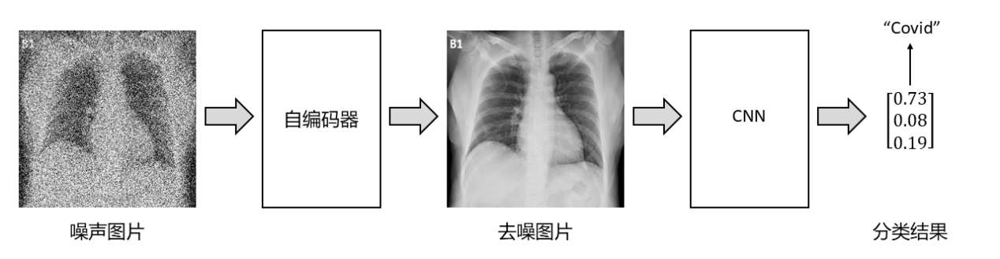 “Covid”
B1
B1
0.73
0.08
0.19
自编码器
CNN
噪声图片
去噪图片
分类结果